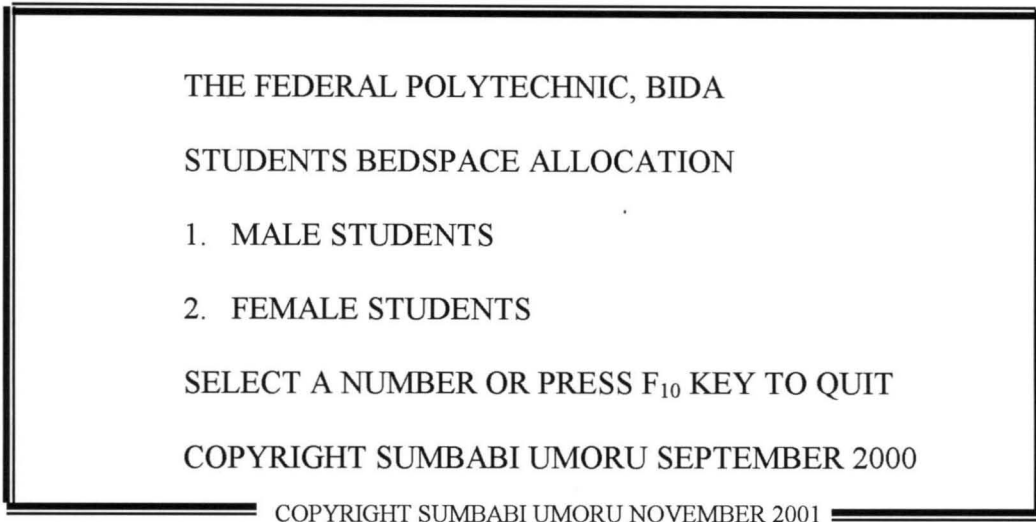 THE FEDERAL POLYTECHNIC, BIDA
STUDENTS BEDSPACE ALLOCATION
1. MALE STUDENTS
2. FEMALE STUDENTS
SELECT A NUMBER OR PRESS F₁₀ KEY TO QUIT
COPYRIGHT SUMBABI UMORU SEPTEMBER 2000
COPYRIGHT SUMBABI UMORU NOVEMBER 2001